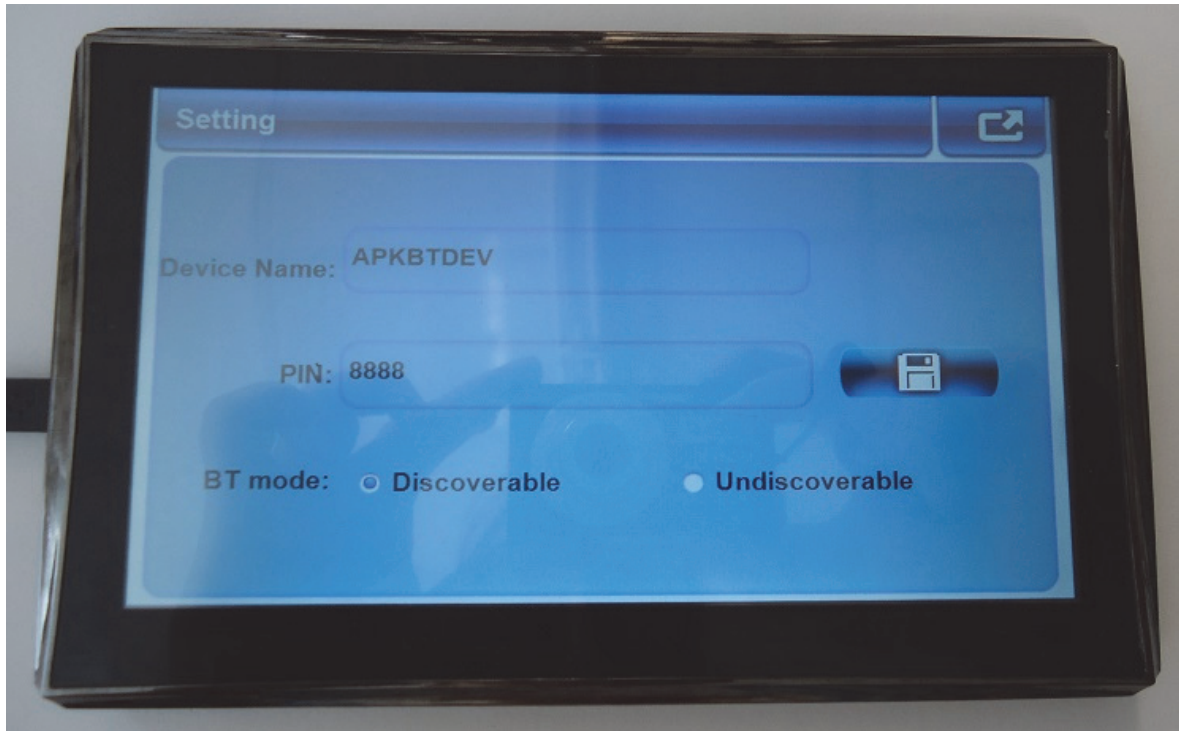 Setting
Device Name: APKBTDEV
PIN: 8888
BT mode: Discoverable Undiscoverable